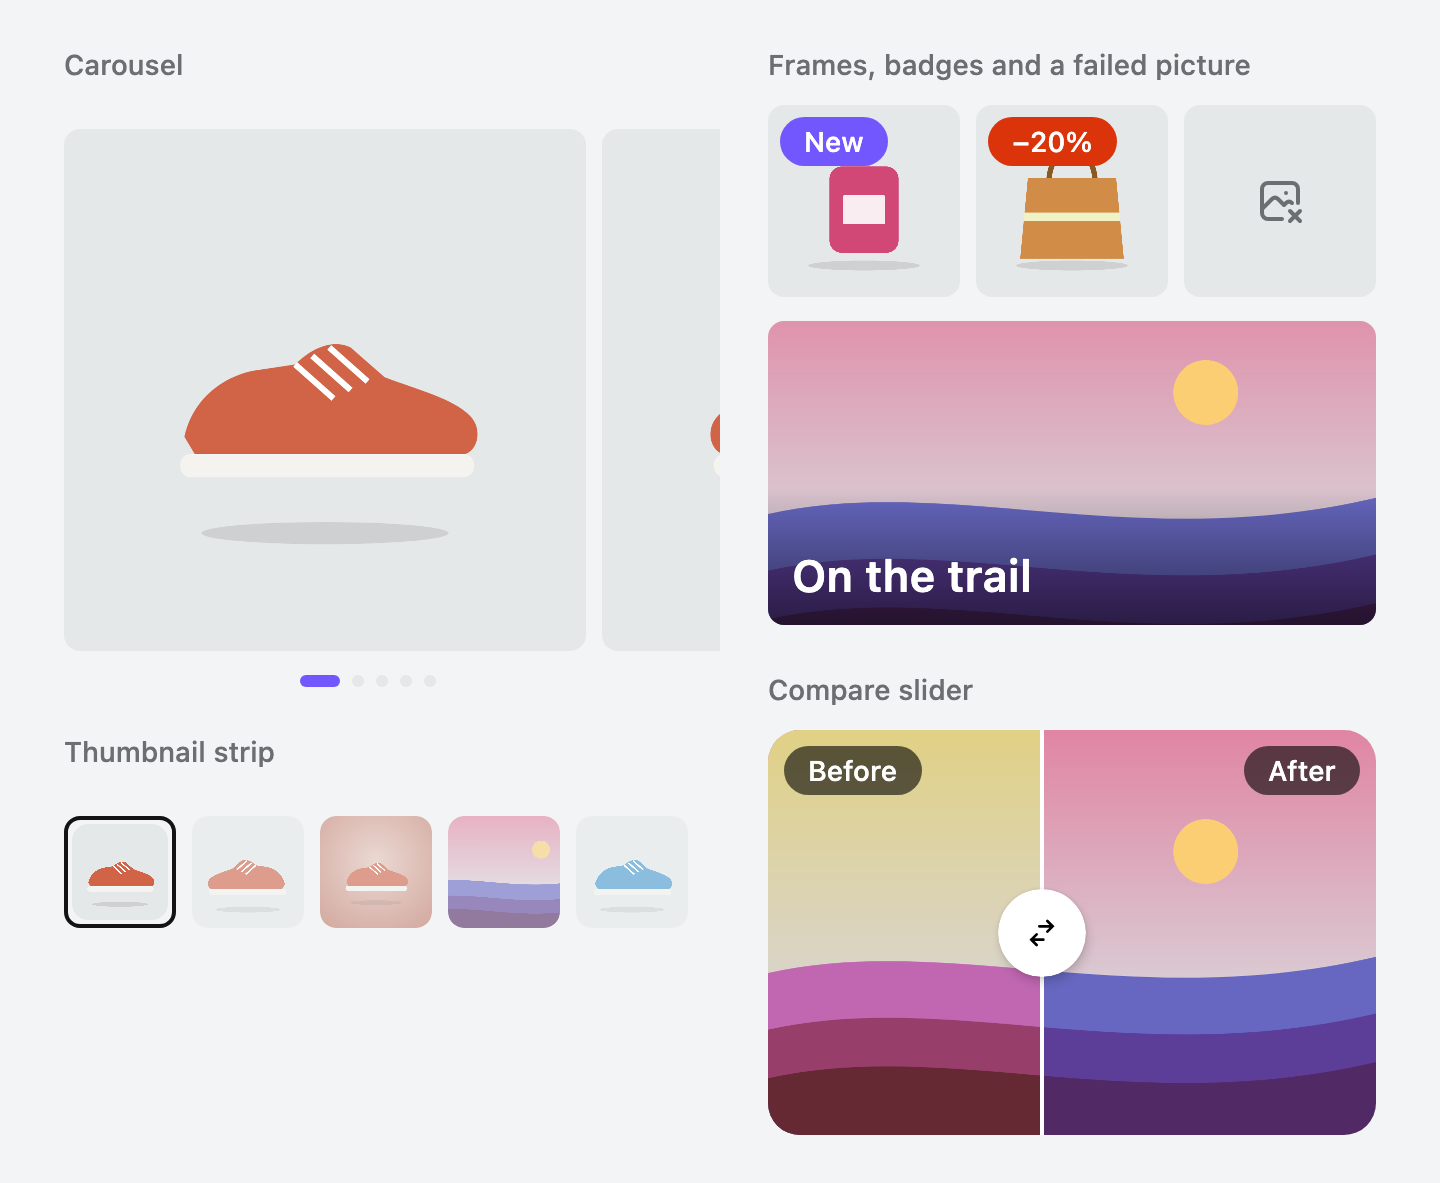 Carousel
Thumbnail strip
Frames, badges and a failed picture
New
–20%
On the trail
Compare slider
Before
After